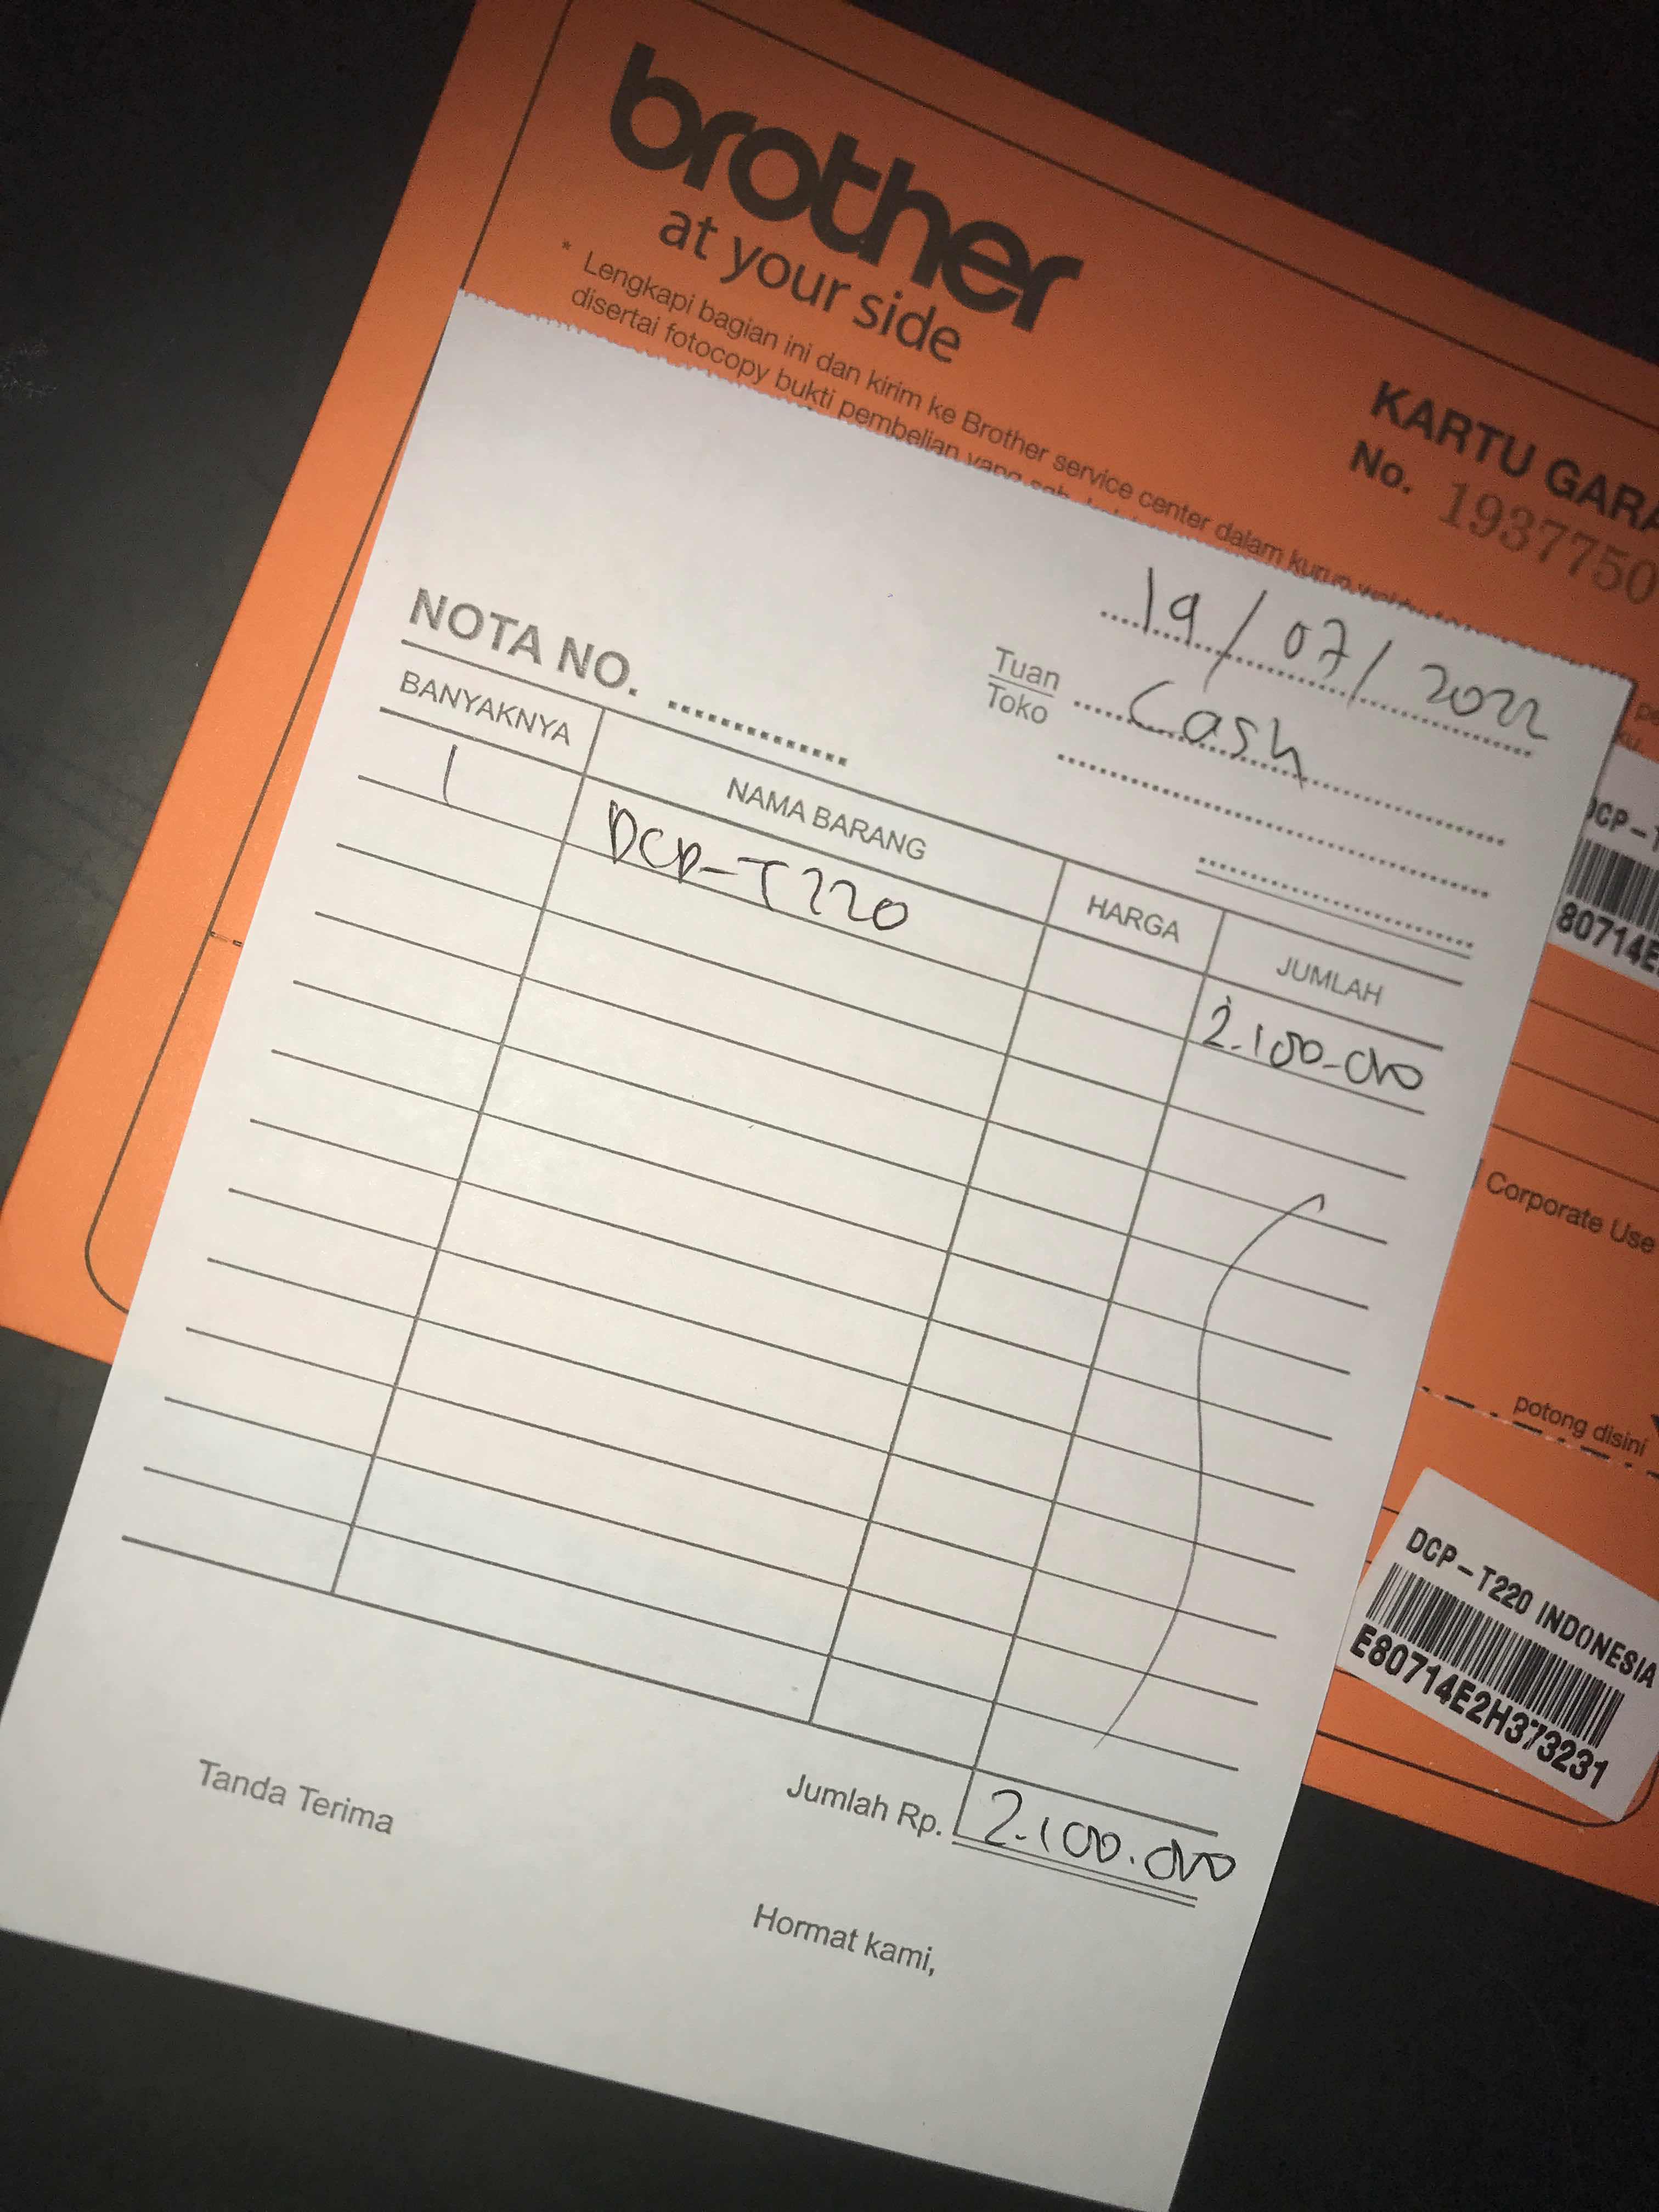 brother
at your side
* Lengkapi bagian ini dan kirim ke Brother service center dalam kurun
disertai fotocopy bukti pembelian yang
KARTU
No. 1937750
19/07/2022
NOTA NO.
Tuan
Toko
Cash
BANYAKNYA
NAMA BARANG
HARGA
JUMLAH
1
DCP-T220
2.100.000
80714E
Corporate Use
potong disini
DCP-T220 INDONESIA
E80714E2H373231
Jumlah Rp. 2.100.000
Tanda Terima
Hormat kami,